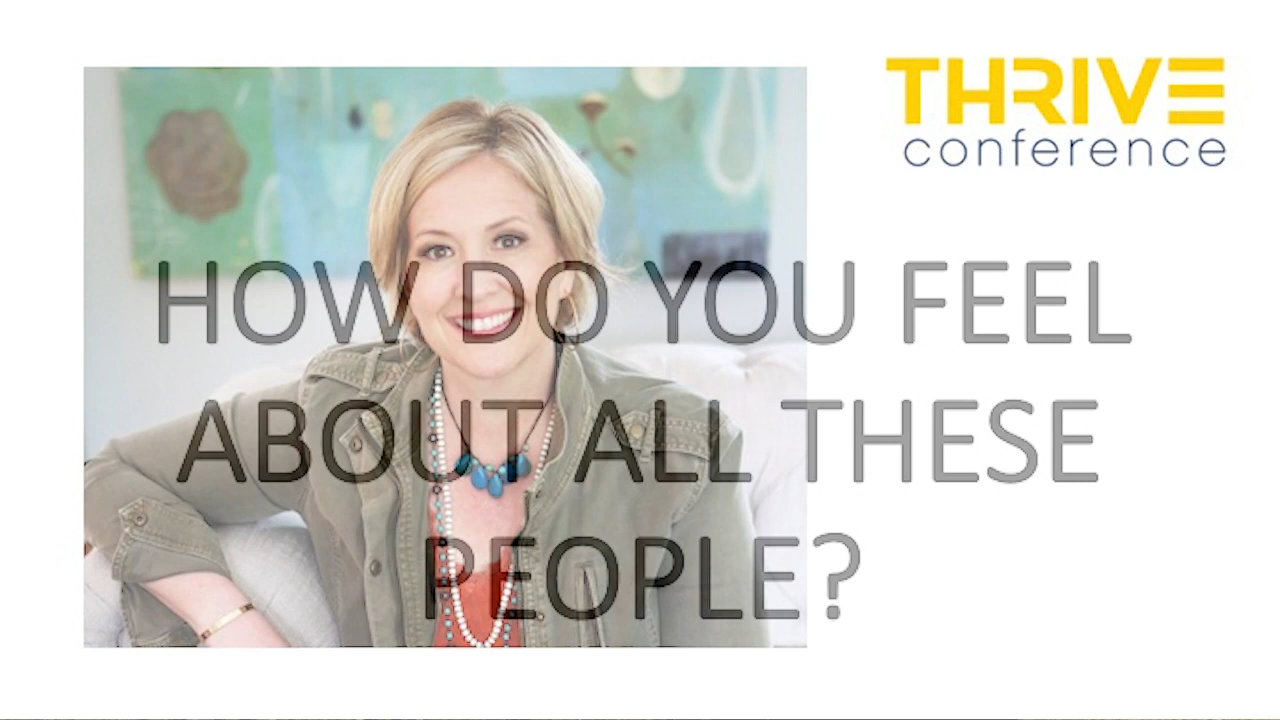 THRIVE
conference
HOW DO YOU FEEL
ABOUT ALL THESE
PEOPLE?